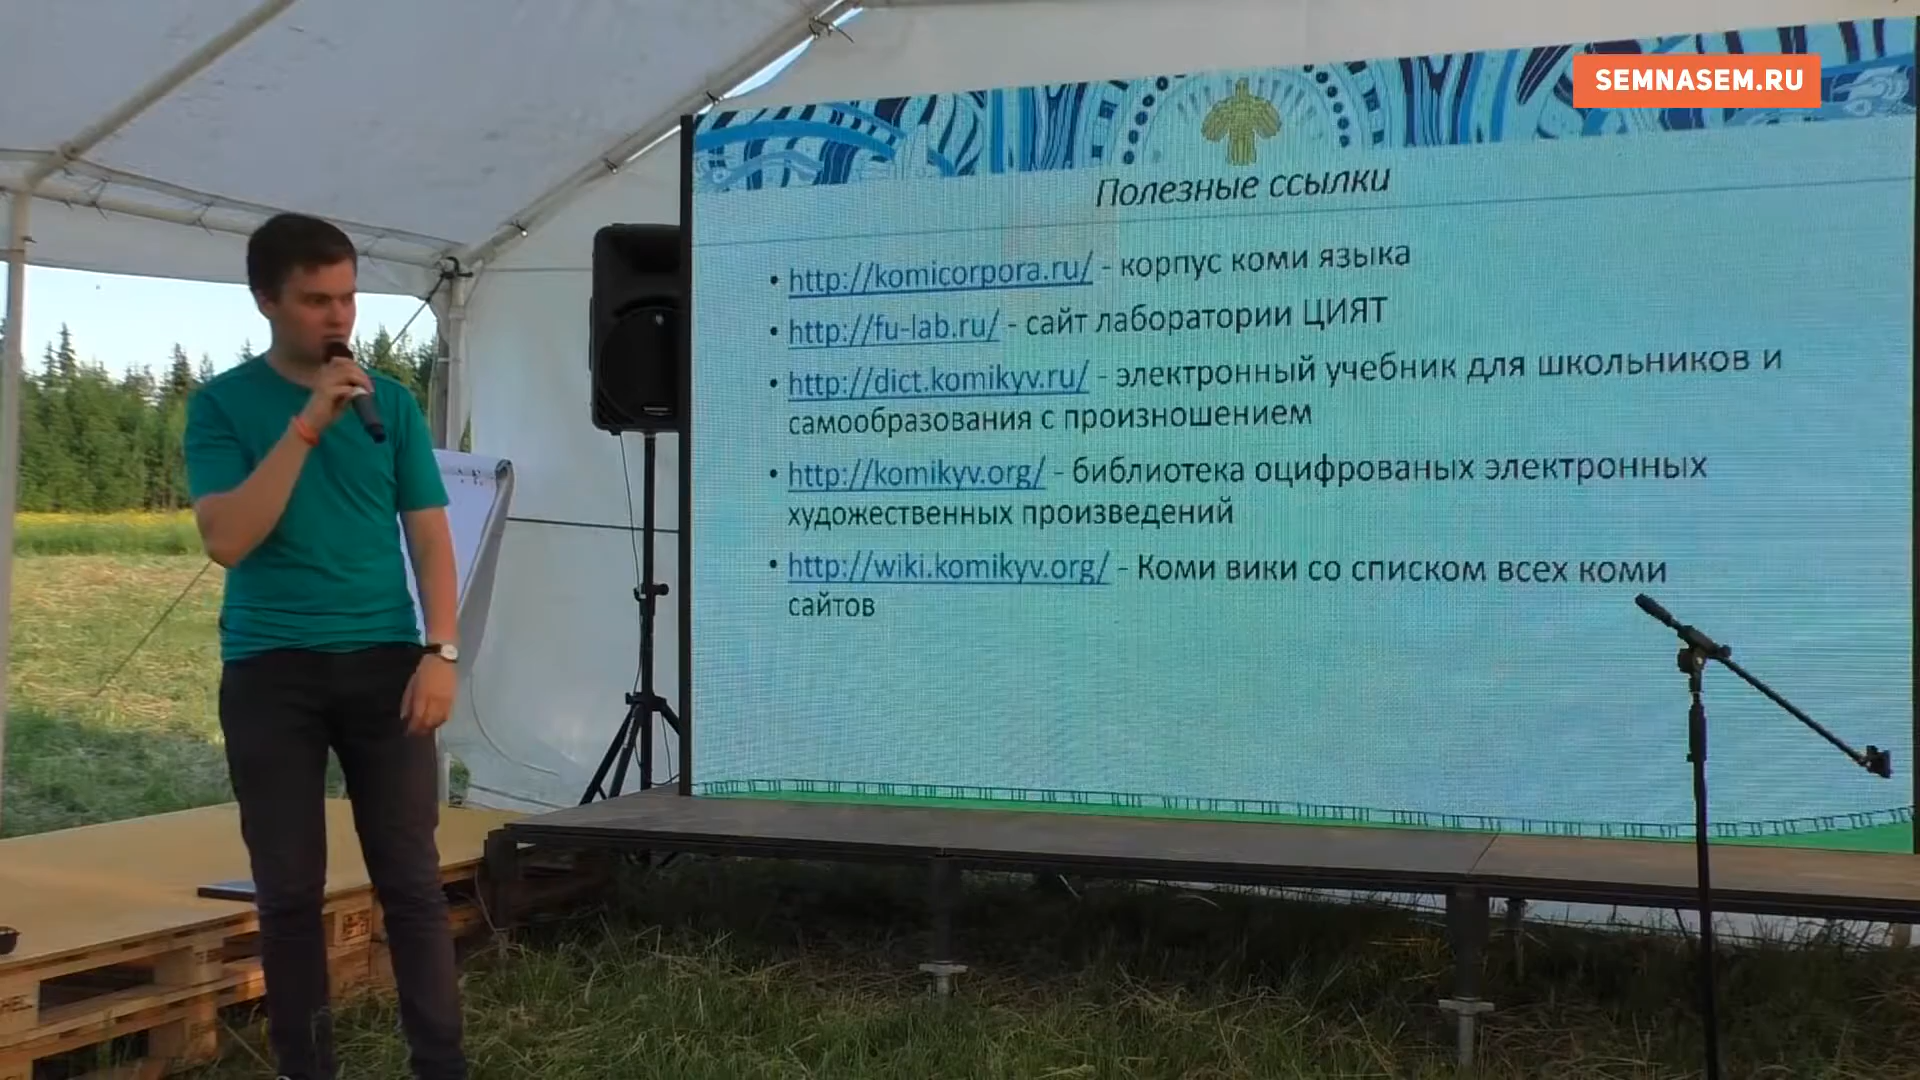 SEMNASEM.RU
Полезные ссылки
• http://komicorpora.ru/ - корпус коми языка
• http://fu-lab.ru/ - сайт лаборатории ЦИЯТ
• http://dict.komikyv.ru/ - электронный учебник для школьников и
самообразования с произношением
• http://komikyv.org/ - библиотека оцифрованых электронных
художественных произведений
• http://wiki.komikyv.org/ - Коми вики со списком всех коми
сайтов